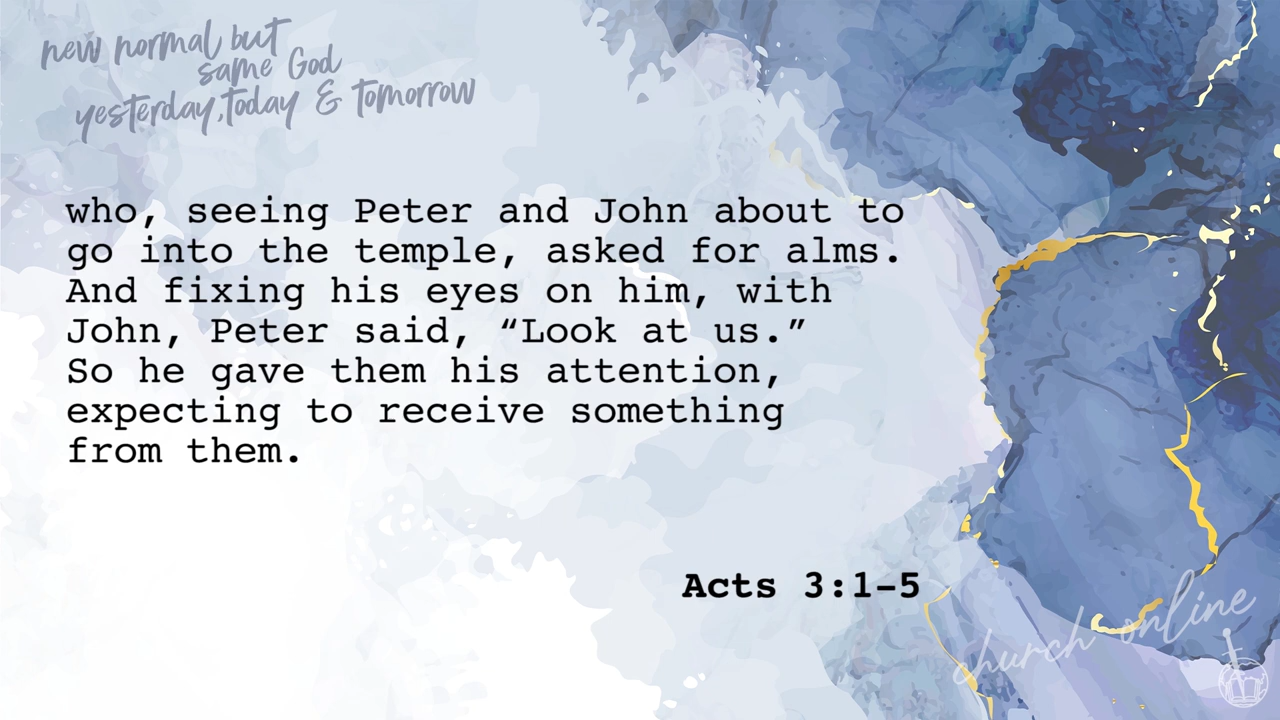 new normal but
same God
yesterday, today & tomorrow
who, seeing Peter and John about to
go into the temple, asked for alms.
And fixing his eyes on him, with
John, Peter said, “Look at us.”
So he gave them his attention,
expecting to receive something
from them.
Acts 3:1-5
church online